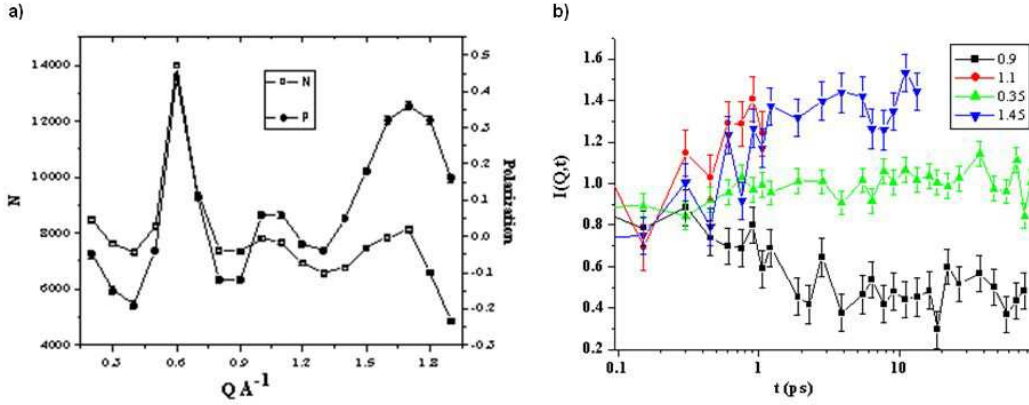 a)
14000
12000
10000
8000
6000
4000
N
N
P
0.5
0.4
0.3
0.2
0.1
0.0
-0.1
-0.2
-0.3
Polarization
0.3 0.6 0.9 1.2 1.5 1.8
Q Å-1
b)
1.6
1.4
1.2
1.0
0.8
0.6
0.4
0.2
I(Q,t)
0.9
1.1
0.35
1.45
0.1 1 10
t (ps)